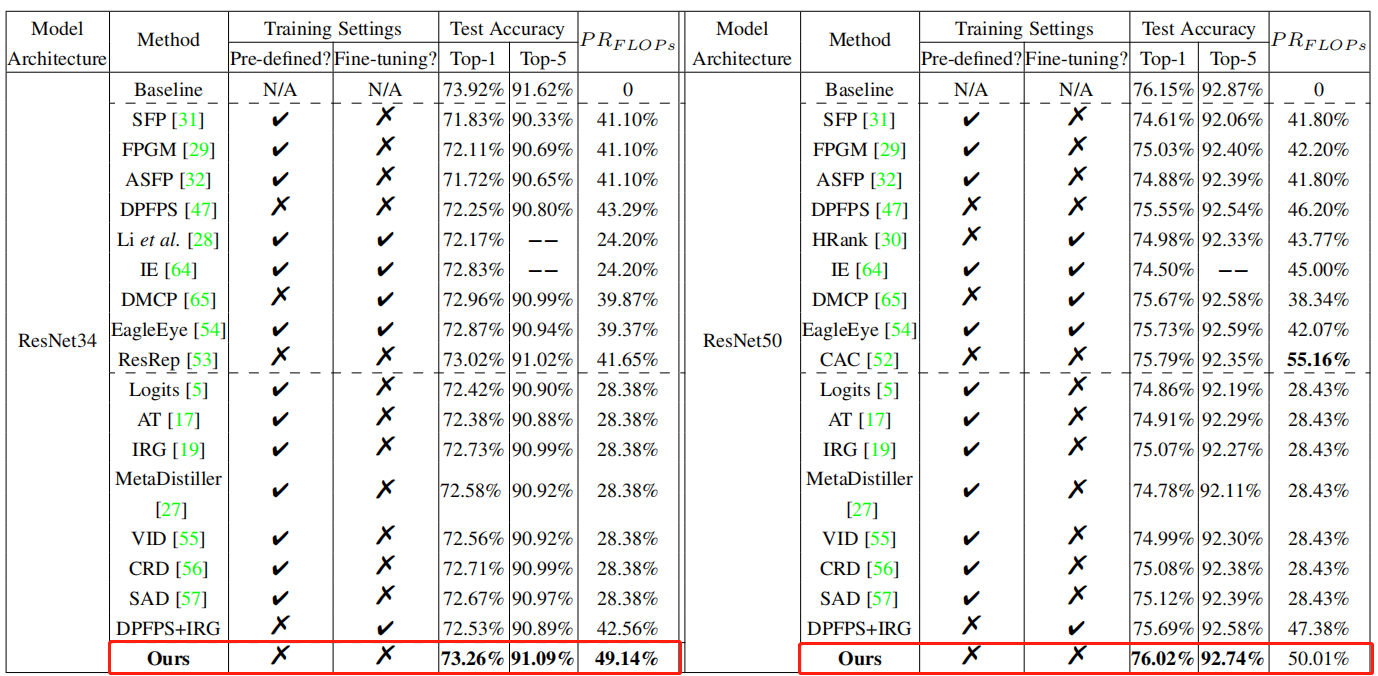 Model Architecture | Method | Training Settings | Test Accuracy | PR_FLOPs | Model Architecture | Method | Training Settings | Test Accuracy | PR_FLOPs
Pre-defined? | Fine-tuning? | Top-1 | Top-5 | Pre-defined? | Fine-tuning? | Top-1 | Top-5
Baseline N/A N/A 73.92% 91.62% 0 | Baseline N/A N/A 76.15% 92.87% 0
SFP [31] ✔ ✗ 71.83% 90.33% 41.10% | SFP [31] ✔ ✗ 74.61% 92.06% 41.80%
FPGM [29] ✔ ✗ 72.11% 90.69% 41.10% | FPGM [29] ✔ ✗ 75.03% 92.40% 42.20%
ASFP [32] ✔ ✗ 71.72% 90.65% 41.10% | ASFP [32] ✔ ✗ 74.88% 92.39% 41.80%
DPFPS [47] ✗ ✗ 72.25% 90.80% 43.29% | DPFPS [47] ✗ ✗ 75.55% 92.54% 46.20%
Li et al. [28] ✔ ✔ 72.17% −− 24.20% | HRank [30] ✗ ✔ 74.98% 92.33% 43.77%
IE [64] ✔ ✔ 72.83% −− 24.20% | IE [64] ✔ ✔ 74.50% −− 45.00%
DMCP [65] ✗ ✔ 72.96% 90.99% 39.87% | DMCP [65] ✗ ✔ 75.67% 92.58% 38.34%
EagleEye [54] ✔ ✔ 72.87% 90.94% 39.37% | EagleEye [54] ✔ ✔ 75.73% 92.59% 42.07%
ResNet34 | ResNet50
ResRep [53] ✗ ✗ 73.02% 91.02% 41.65% | CAC [52] ✗ ✗ 75.79% 92.35% 55.16%
Logits [5] ✔ ✗ 72.42% 90.90% 28.38% | Logits [5] ✔ ✗ 74.86% 92.19% 28.43%
AT [17] ✔ ✗ 72.38% 90.88% 28.38% | AT [17] ✔ ✗ 74.91% 92.29% 28.43%
IRG [19] ✔ ✗ 72.73% 90.99% 28.38% | IRG [19] ✔ ✗ 75.07% 92.27% 28.43%
MetaDistiller [27] ✔ ✗ 72.58% 90.92% 28.38% | MetaDistiller [27] ✔ ✗ 74.78% 92.11% 28.43%
VID [55] ✔ ✗ 72.56% 90.92% 28.38% | VID [55] ✔ ✗ 74.99% 92.30% 28.43%
CRD [56] ✔ ✗ 72.71% 90.99% 28.38% | CRD [56] ✔ ✗ 75.08% 92.38% 28.43%
SAD [57] ✔ ✗ 72.67% 90.97% 28.38% | SAD [57] ✔ ✗ 75.12% 92.39% 28.43%
DPFPS+IRG ✗ ✔ 72.53% 90.89% 42.56% | DPFPS+IRG ✗ ✔ 75.69% 92.58% 47.38%
Ours ✗ ✗ 73.26% 91.09% 49.14% | Ours ✗ ✗ 76.02% 92.74% 50.01%